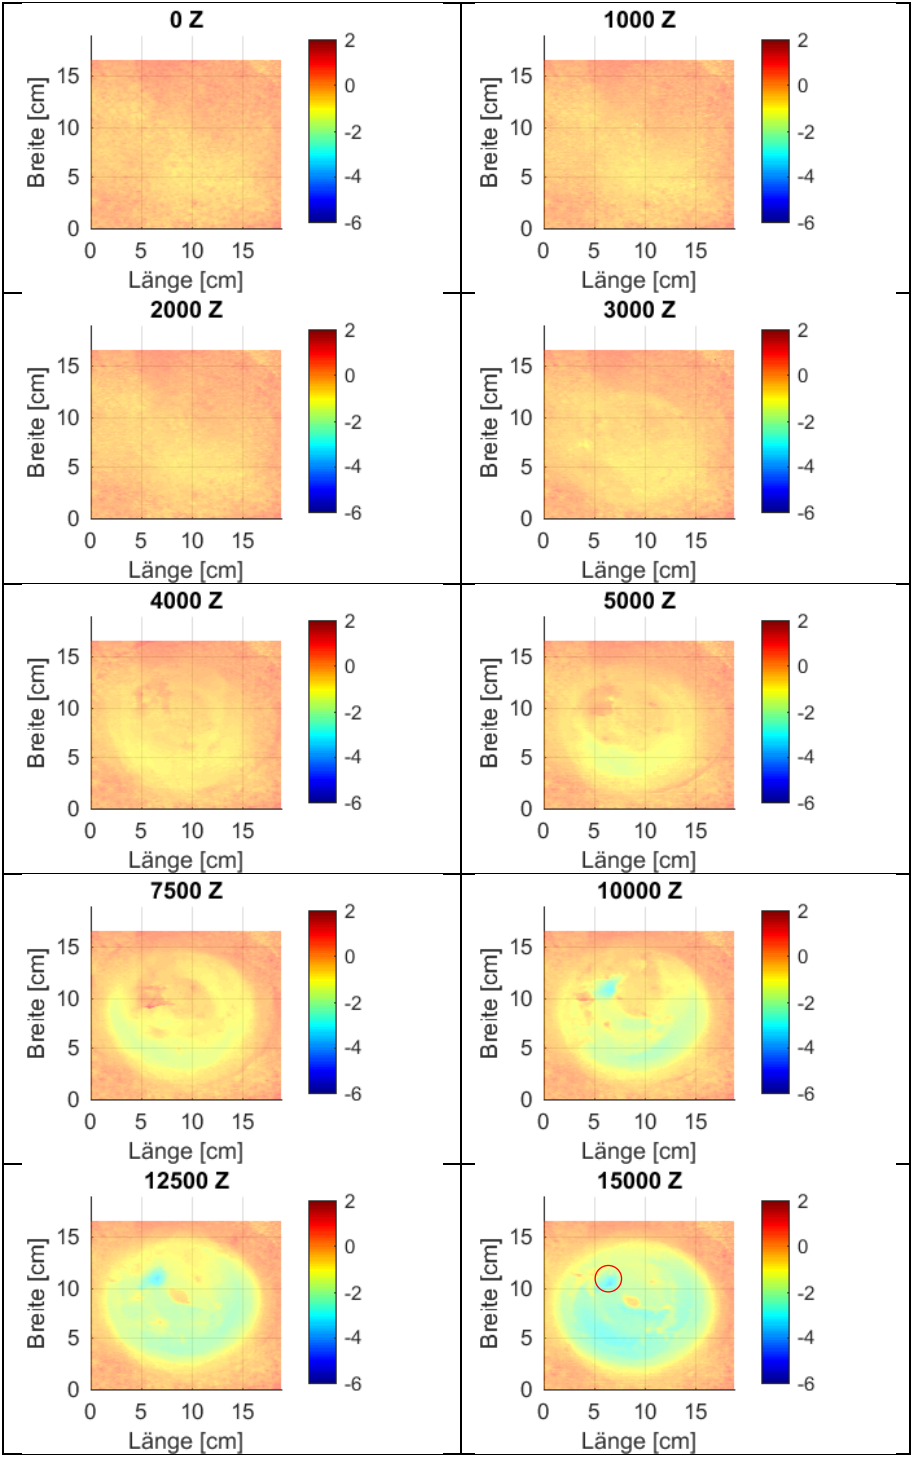 0 Z
2
0
-2
-4
-6
15
10
5
0
Breite [cm]
0 5 10 15
Länge [cm]
1000 Z
2
0
-2
-4
-6
15
10
5
0
Breite [cm]
0 5 10 15
Länge [cm]
2000 Z
2
0
-2
-4
-6
15
10
5
0
Breite [cm]
0 5 10 15
Länge [cm]
3000 Z
2
0
-2
-4
-6
15
10
5
0
Breite [cm]
0 5 10 15
Länge [cm]
4000 Z
2
0
-2
-4
-6
15
10
5
0
Breite [cm]
0 5 10 15
Länge [cm]
5000 Z
2
0
-2
-4
-6
15
10
5
0
Breite [cm]
0 5 10 15
Länge [cm]
7500 Z
2
0
-2
-4
-6
15
10
5
0
Breite [cm]
0 5 10 15
Länge [cm]
10000 Z
2
0
-2
-4
-6
15
10
5
0
Breite [cm]
0 5 10 15
Länge [cm]
12500 Z
2
0
-2
-4
-6
15
10
5
0
Breite [cm]
0 5 10 15
Länge [cm]
15000 Z
2
0
-2
-4
-6
15
10
5
0
Breite [cm]
0 5 10 15
Länge [cm]